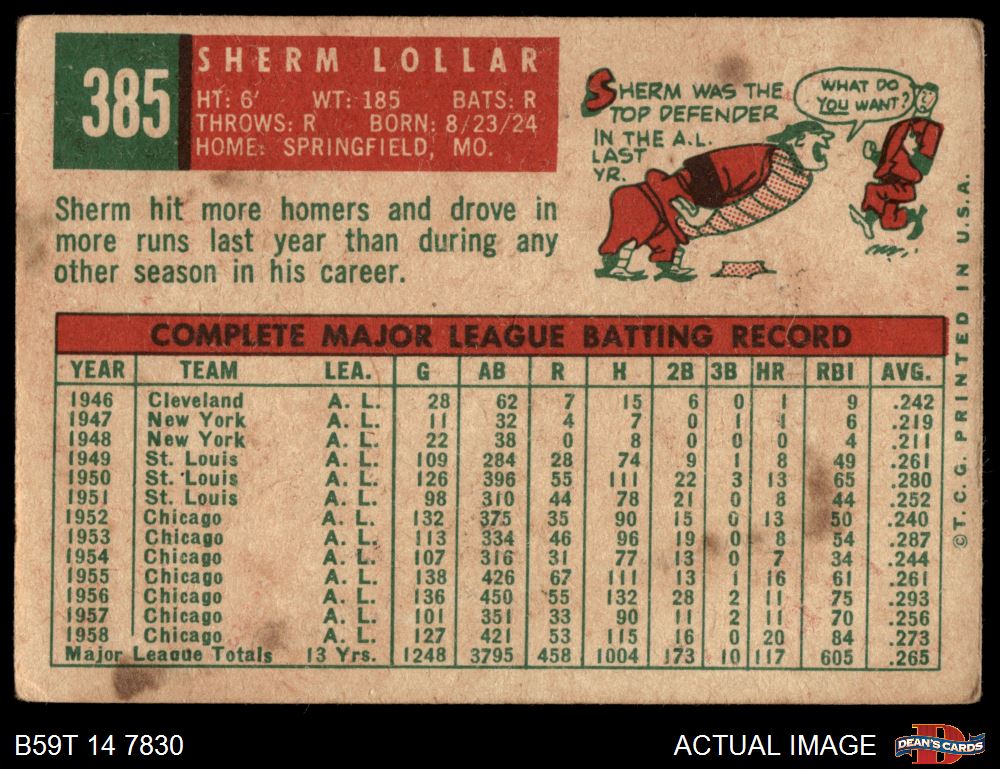 385
SHERM LOLLAR
HT: 6' WT: 185 BATS: R
THROWS: R BORN: 8/23/24
HOME: SPRINGFIELD, MO.
SHERM WAS THE
TOP DEFENDER
IN THE A.L.
LAST
YR.
WHAT DO
YOU WANT?
Sherm hit more homers and drove in
more runs last year than during any
other season in his career.
COMPLETE MAJOR LEAGUE BATTING RECORD
YEAR TEAM LEA. G AB R H 2B 3B HR RBI AVG.
1946 Cleveland A. L. 28 62 7 15 6 0 1 9 .242
1947 New York A. L. 11 32 4 7 0 1 1 6 .219
1948 New York A. L. 22 38 0 8 0 0 0 4 .211
1949 St. Louis A. L. 109 284 28 74 9 1 8 49 .261
1950 St. Louis A. L. 126 396 55 111 22 3 13 65 .280
1951 St. Louis A. L. 98 310 44 78 21 0 8 44 .252
1952 Chicago A. L. 132 375 35 90 15 0 13 50 .240
1953 Chicago A. L. 113 334 46 96 19 0 8 54 .287
1954 Chicago A. L. 107 316 31 77 13 0 7 34 .244
1955 Chicago A. L. 138 426 67 111 13 1 16 61 .261
1956 Chicago A. L. 136 450 55 132 28 2 11 75 .293
1957 Chicago A. L. 101 351 33 90 11 2 11 70 .256
1958 Chicago A. L. 127 421 53 115 16 0 20 84 .273
Major League Totals 13 Yrs. 1248 3795 458 1004 173 10 117 605 .265
©T. C. G. PRINTED IN U.S.A.
B59T 14 7830
ACTUAL IMAGE
D
DEAN'S CARDS